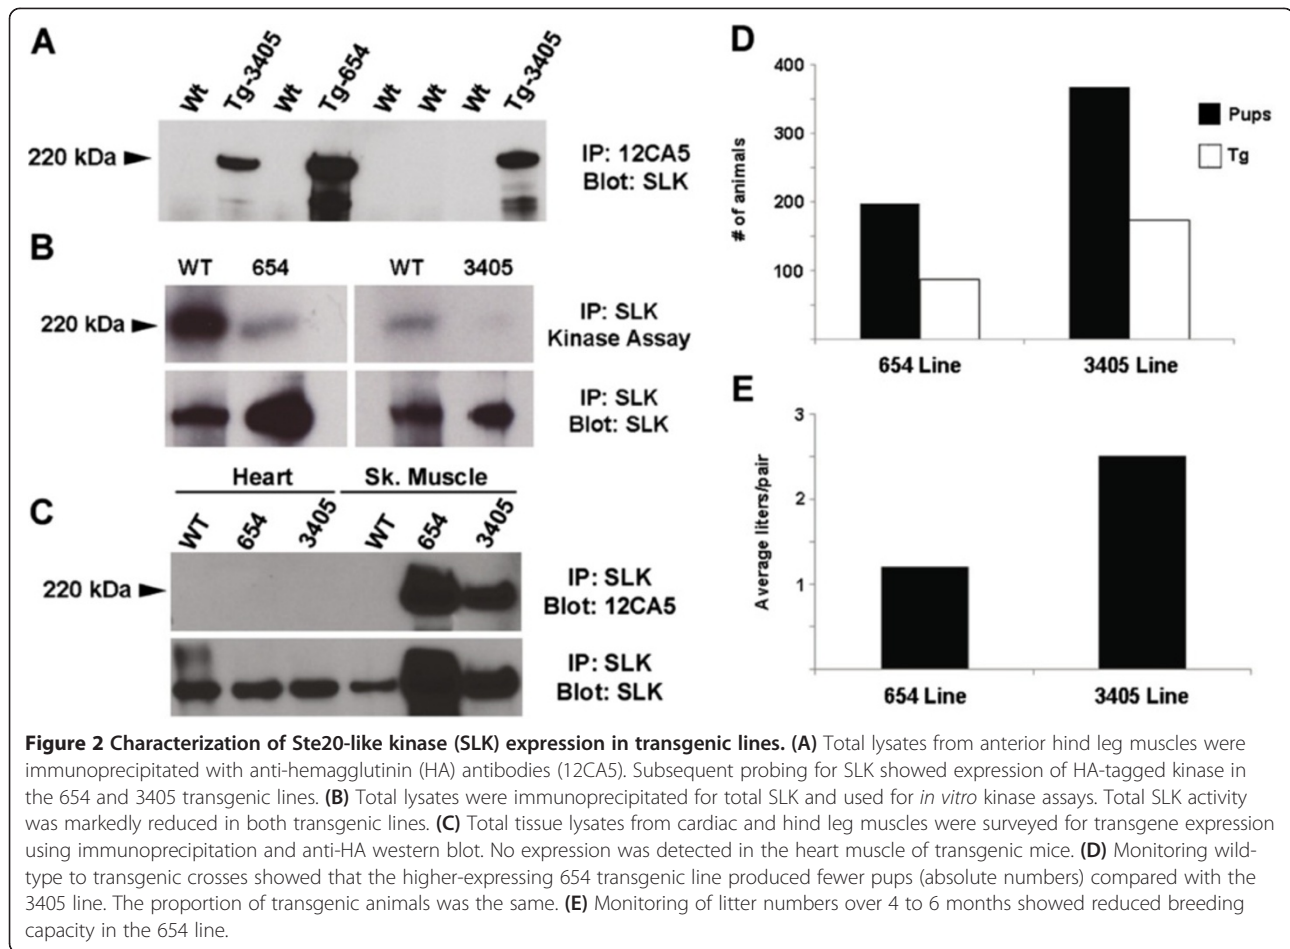 A
Wt Tg-3405 Wt Tg-654 Wt Wt Wt Tg-3405
220 kDa
IP: 12CA5
Blot: SLK
B
WT 654 WT 3405
220 kDa
IP: SLK
Kinase Assay
IP: SLK
Blot: SLK
C
Heart Sk. Muscle
WT 654 3405 WT 654 3405
220 kDa
IP: SLK
Blot: 12CA5
IP: SLK
Blot: SLK
D
400
300
200
100
# of animals
Pups
Tg
654 Line 3405 Line
E
3
2
1
Average liters/pair
654 Line 3405 Line
Figure 2 Characterization of Ste20-like kinase (SLK) expression in transgenic lines. (A) Total lysates from anterior hind leg muscles were
immunoprecipitated with anti-hemagglutinin (HA) antibodies (12CA5). Subsequent probing for SLK showed expression of HA-tagged kinase in
the 654 and 3405 transgenic lines. (B) Total lysates were immunoprecipitated for total SLK and used for in vitro kinase assays. Total SLK activity
was markedly reduced in both transgenic lines. (C) Total tissue lysates from cardiac and hind leg muscles were surveyed for transgene expression
using immunoprecipitation and anti-HA western blot. No expression was detected in the heart muscle of transgenic mice. (D) Monitoring wild-
type to transgenic crosses showed that the higher-expressing 654 transgenic line produced fewer pups (absolute numbers) compared with the
3405 line. The proportion of transgenic animals was the same. (E) Monitoring of litter numbers over 4 to 6 months showed reduced breeding
capacity in the 654 line.